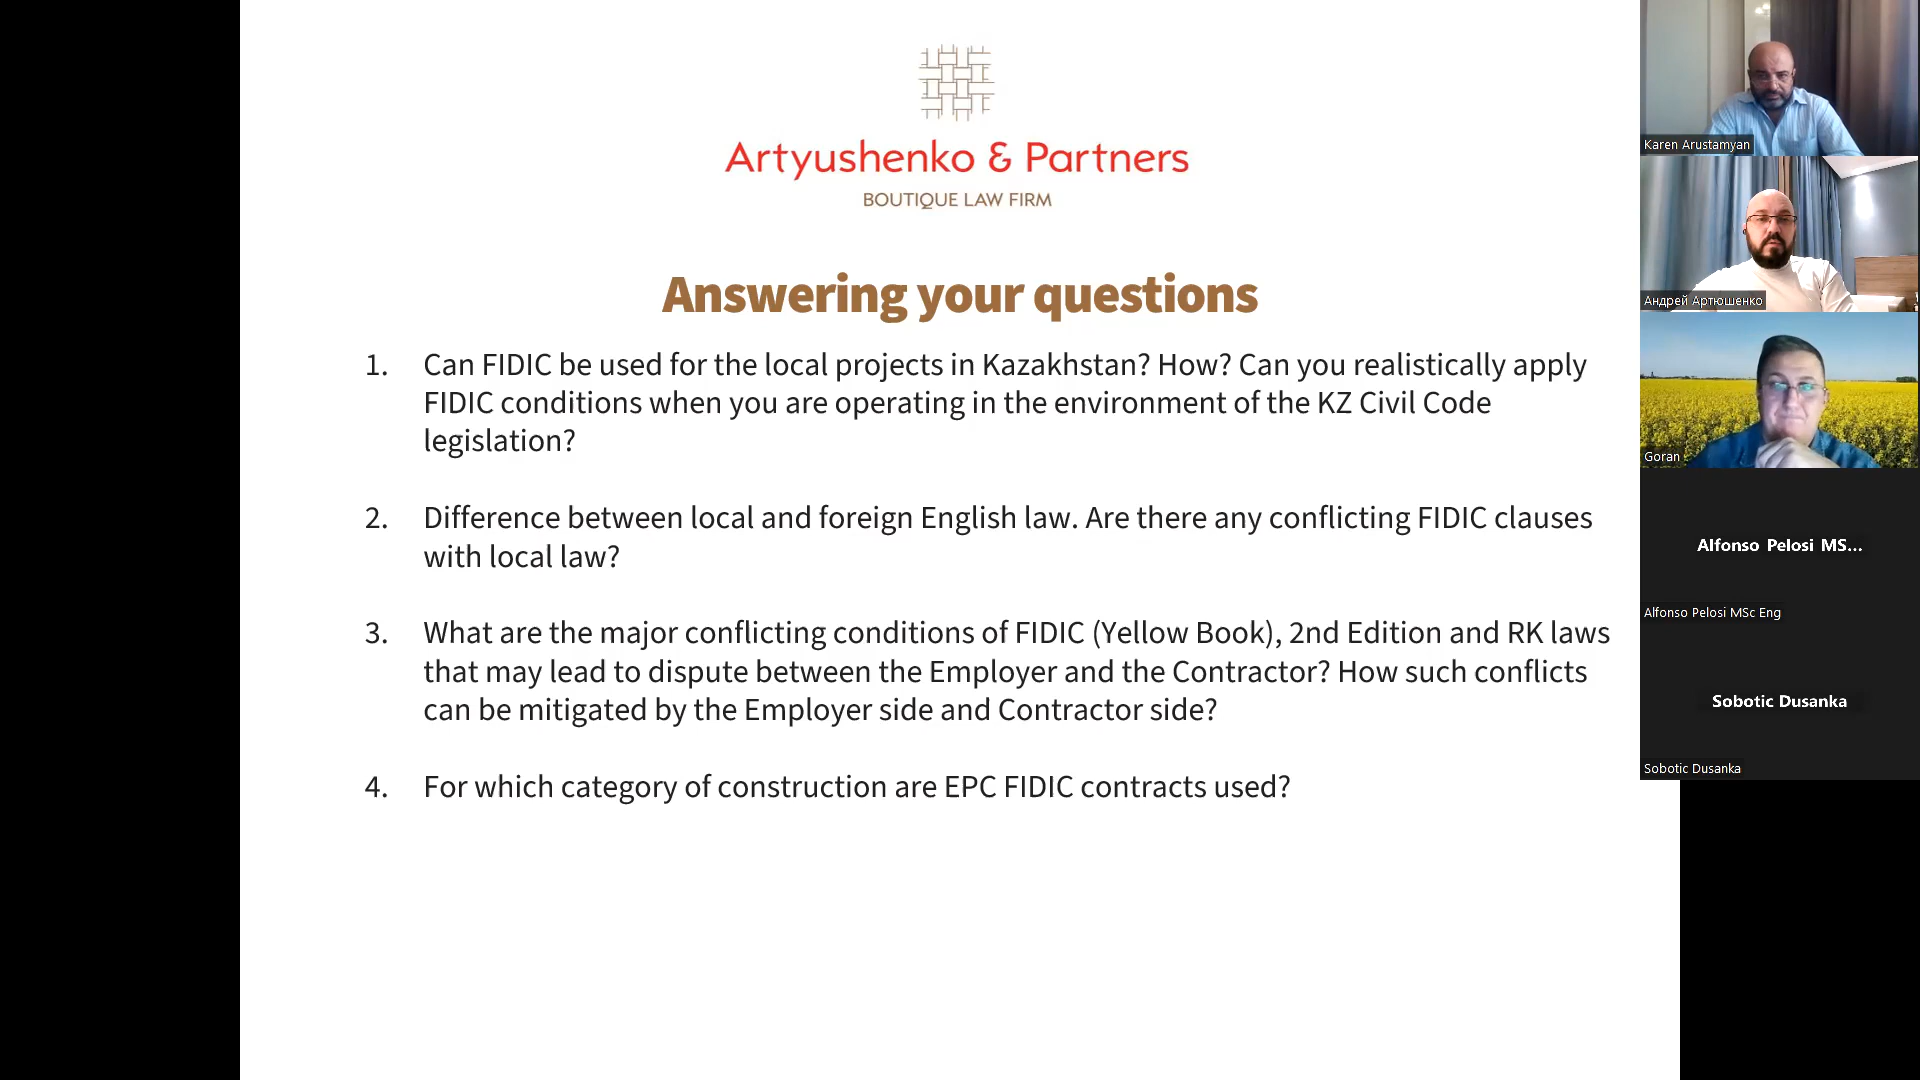 Artyushenko & Partners
BOUTIQUE LAW FIRM
Answering your questions
1. Can FIDIC be used for the local projects in Kazakhstan? How? Can you realistically apply
FIDIC conditions when you are operating in the environment of the KZ Civil Code
legislation?
2. Difference between local and foreign English law. Are there any conflicting FIDIC clauses
with local law?
3. What are the major conflicting conditions of FIDIC (Yellow Book), 2nd Edition and RK laws
that may lead to dispute between the Employer and the Contractor? How such conflicts
can be mitigated by the Employer side and Contractor side?
4. For which category of construction are EPC FIDIC contracts used?
Karen Arustamyan
Андрей Артюшенко
Goran
Alfonso Pelosi MS...
Alfonso Pelosi MSc Eng
Sobotic Dusanka
Sobotic Dusanka